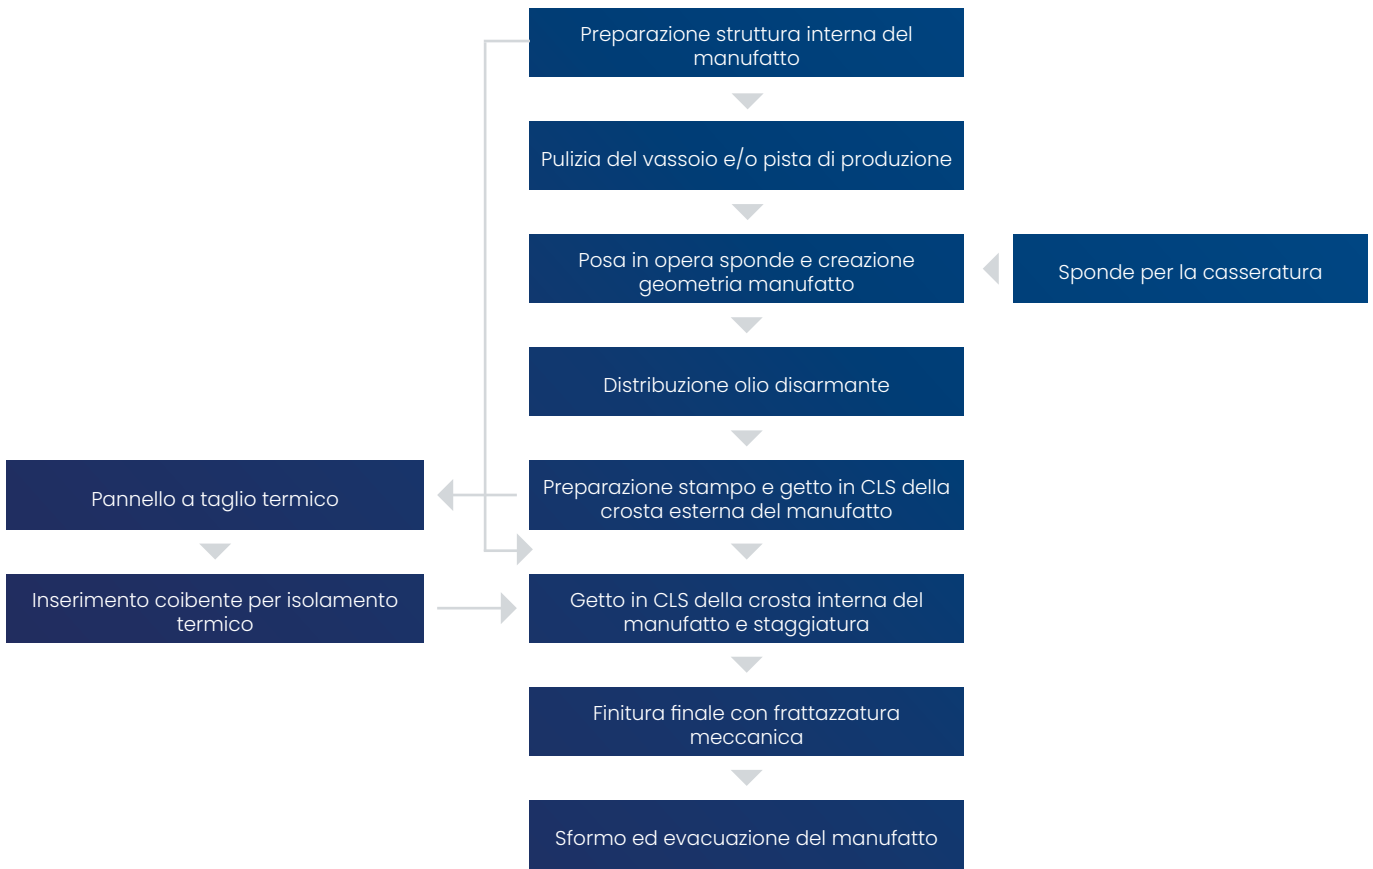 Preparazione struttura interna del
manufatto
Pulizia del vassoio e/o pista di produzione
Posa in opera sponde e creazione
geometria manufatto
Sponde per la casseratura
Distribuzione olio disarmante
Pannello a taglio termico
Preparazione stampo e getto in CLS della
crosta esterna del manufatto
Inserimento coibente per isolamento
termico
Getto in CLS della crosta interna del
manufatto e staggiatura
Finitura finale con frattazzatura
meccanica
Sformo ed evacuazione del manufatto